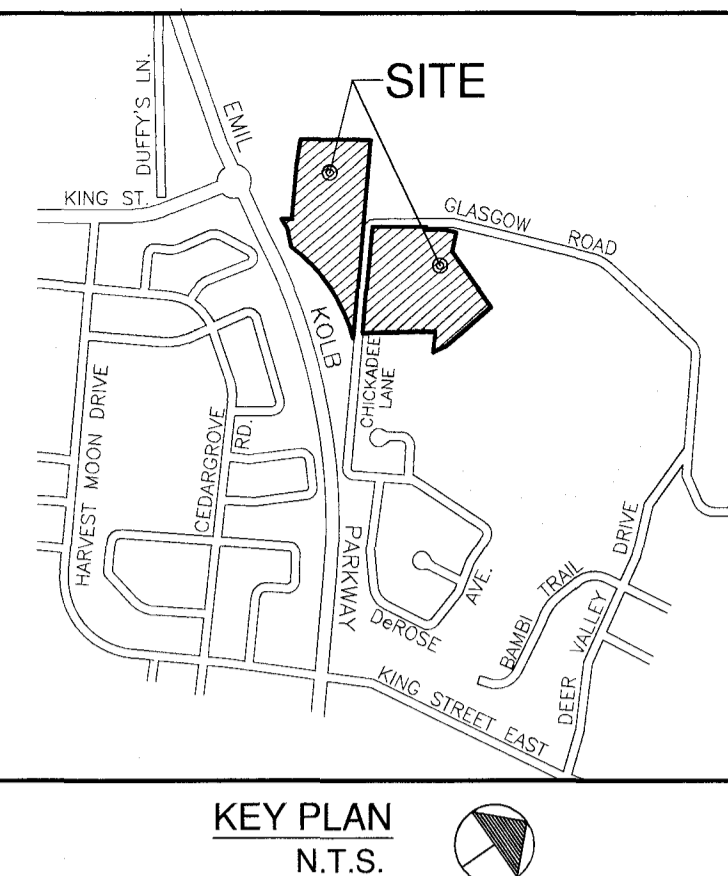 SITE
DUFFY'S LN.
EMIL
KING ST.
GLASGOW ROAD
KOLB
CHICKADEE
LANE
HARVEST MOON DRIVE
CEDARGROVE
RD.
PARKWAY
DeROSE
AVE.
BAMBI TRAIL
DRIVE
DEER VALLEY
KING STREET EAST
KEY PLAN
N.T.S.